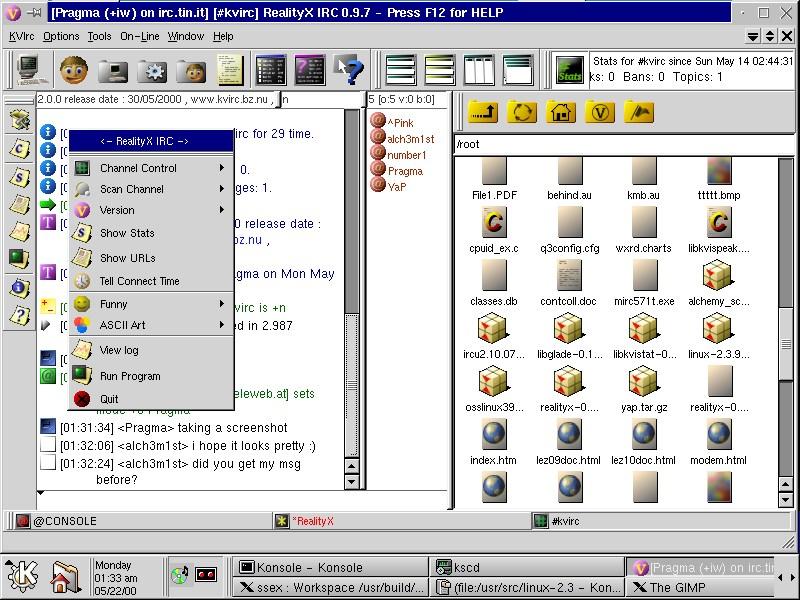 [Pragma (+iw) on irc.tin.it] [#kvirc] RealityX IRC 0.9.7 - Press F12 for HELP
KVIrc Options Tools On-Line Window Help
Stats
Stats for #kvirc since Sun May 14 02:44:31
ks: 0 Bans: 0 Topics: 1
2.0.0 release date : 30/05/2000 , www.kvirc.bz.nu , n
5 [o:5 v:0 b:0]
irc for 29 time.
0.
ges: 1.
0 release date :
bz.nu ,
agma on Mon May
virc is +n
ed in 2.987
eleweb.at] sets
mode +o Pragma
[01:31:34] <Pragma> taking a screenshot
[01:32:06] <alch3m1st> i hope it looks pretty :)
[01:32:24] <alch3m1st> did you get my msg
before?
<- RealityX IRC ->
Channel Control
Scan Channel
Version
Show Stats
Show URLs
Tell Connect Time
Funny
ASCII Art
View log
Run Program
Quit
^Pink
alch3m1st
number1
Pragma
YaP
/root
File1.PDF behind.au kmb.au ttttt.bmp
cpuid_ex.c q3config.cfg wxrd.charts libkvispeak....
classes.db contcoll.doc mirc571t.exe alchemy_sc...
ircu2.10.07... libglade-0.1... libkvistat-0... linux-2.3.9...
osslinux39... realityx-0.... yap.tar.gz realityx-0....
index.htm lez09doc.html lez10doc.html modem.html
@CONSOLE
*RealityX
#kvirc
Monday
01:33 am
05/22/00
Konsole - Konsole
kscd
[Pragma (+iw) on irc.tin
ssex : Workspace /usr/build/...
(file:/usr/src/linux-2.3 - Kon...
The GIMP